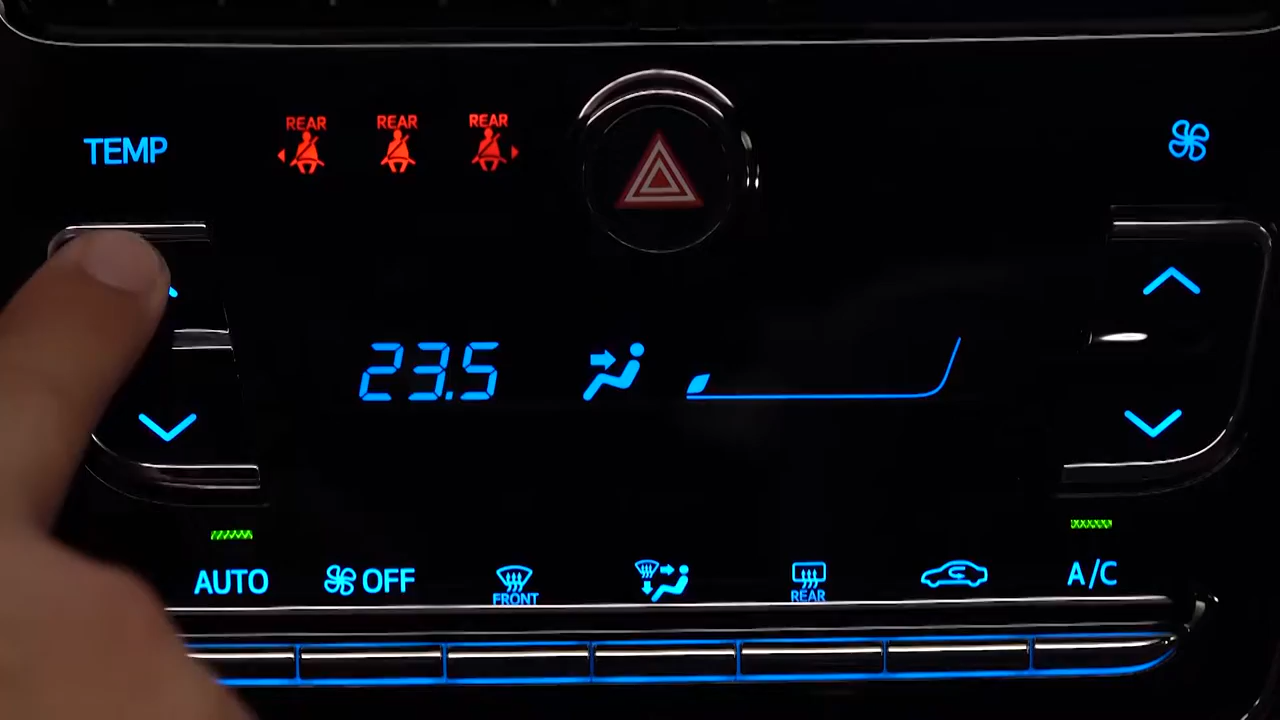 REAR REAR REAR
TEMP
23.5
AUTO OFF FRONT REAR A/C